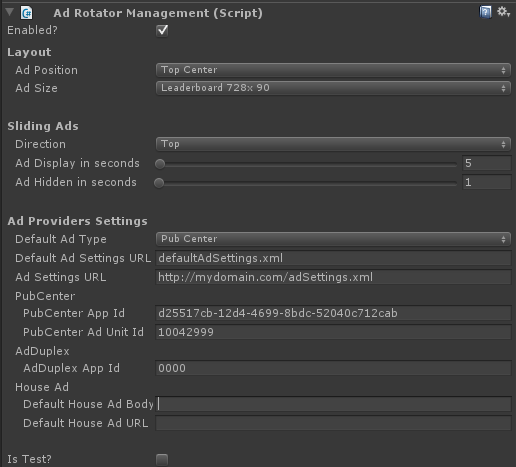 Ad Rotator Management (Script)
Enabled?
Layout
Ad Position Top Center
Ad Size Leaderboard 728x 90
Sliding Ads
Direction Top
Ad Display in seconds 5
Ad Hidden in seconds 1
Ad Providers Settings
Default Ad Type Pub Center
Default Ad Settings URL defaultAdSettings.xml
Ad Settings URL http://mydomain.com/adSettings.xml
PubCenter
PubCenter App Id d25517cb-12d4-4699-8bdc-52040c712cab
PubCenter Ad Unit Id 10042999
AdDuplex
AdDuplex App Id 0000
House Ad
Default House Ad Body
Default House Ad URL
Is Test?